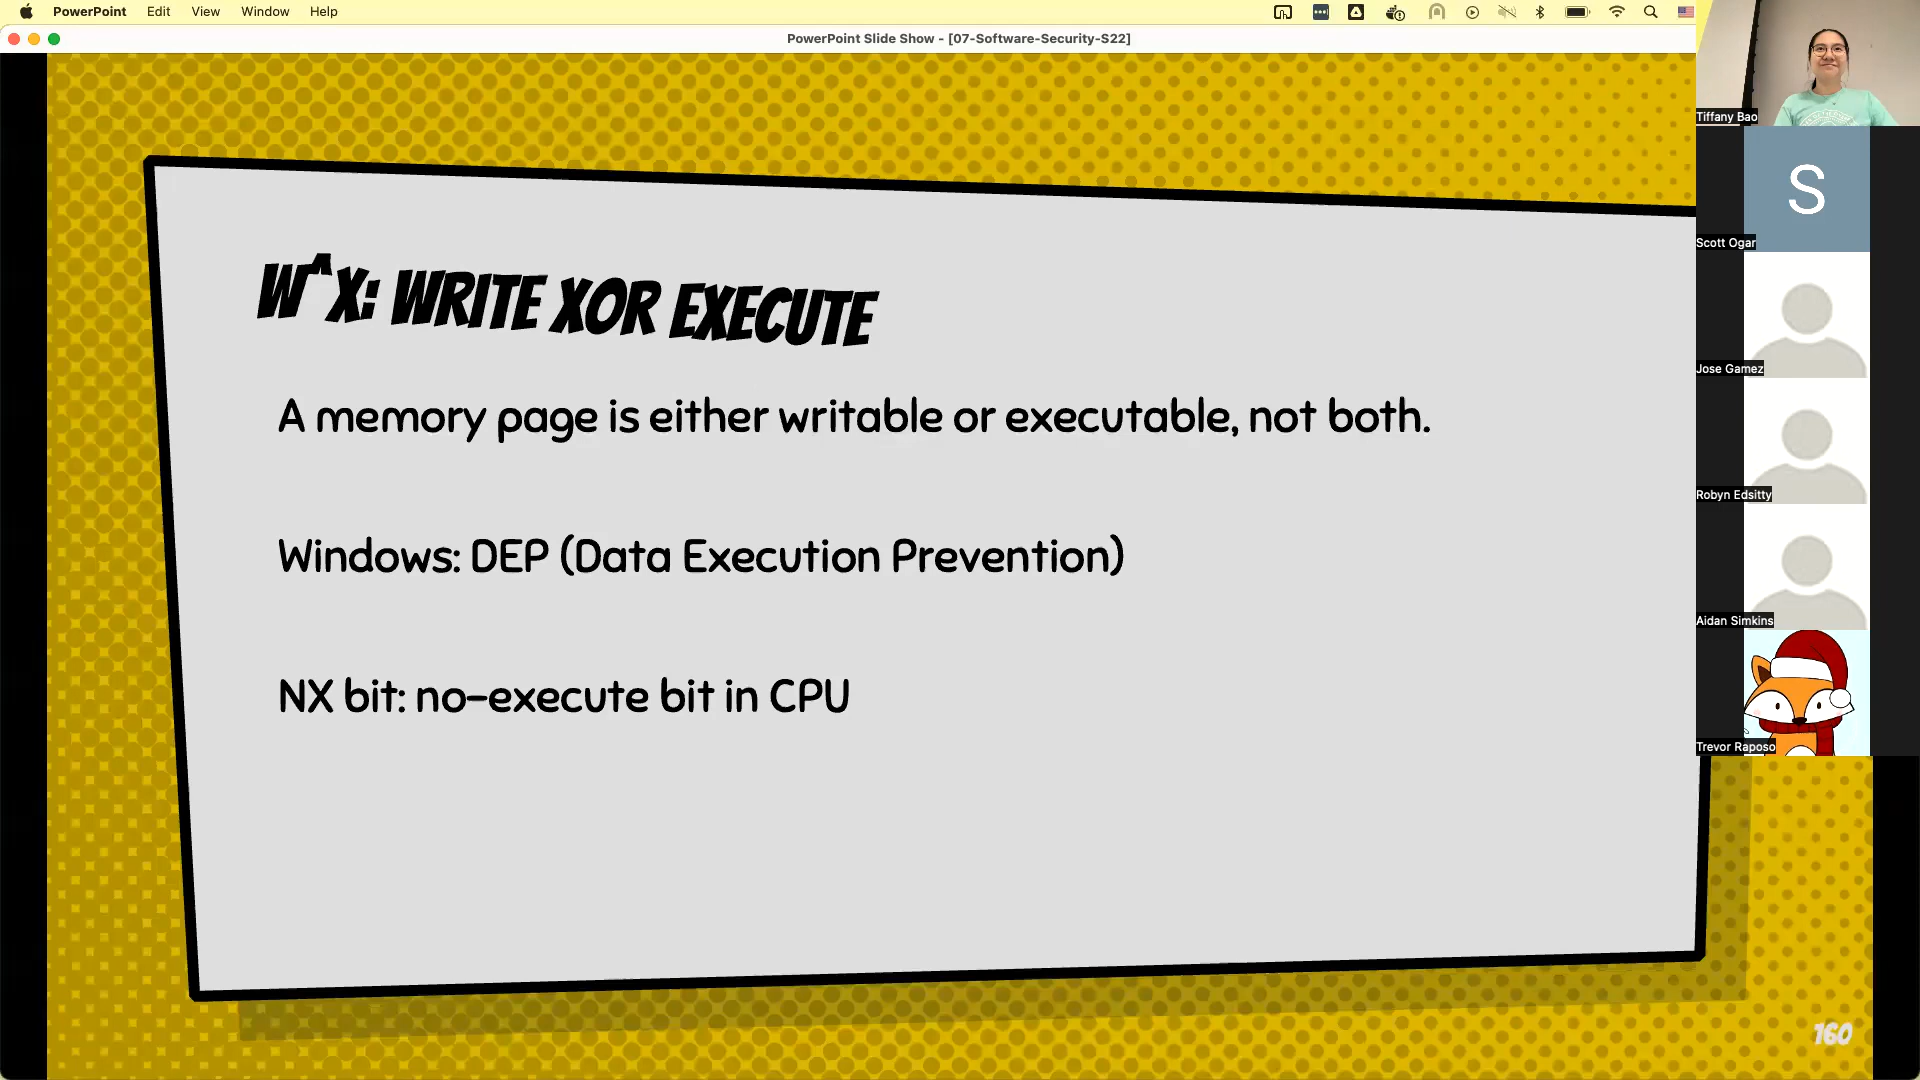 PowerPoint Edit View Window Help
PowerPoint Slide Show - [07-Software-Security-S22]
W^X: WRITE XOR EXECUTE
A memory page is either writable or executable, not both.
Windows: DEP (Data Execution Prevention)
NX bit: no-execute bit in CPU
160
Tiffany Bao
S
Scott Ogar
Jose Gamez
Robyn Edsitty
Aidan Simkins
Trevor Raposo